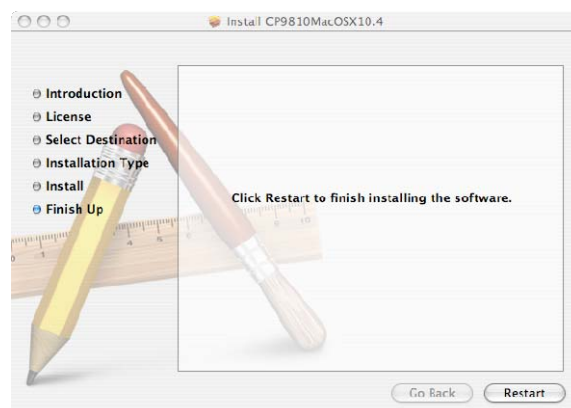 Install CP9810MacOSX10.4
Introduction
License
Select Destination
Installation Type
Install
Finish Up
Click Restart to finish installing the software.
Go Back
Restart